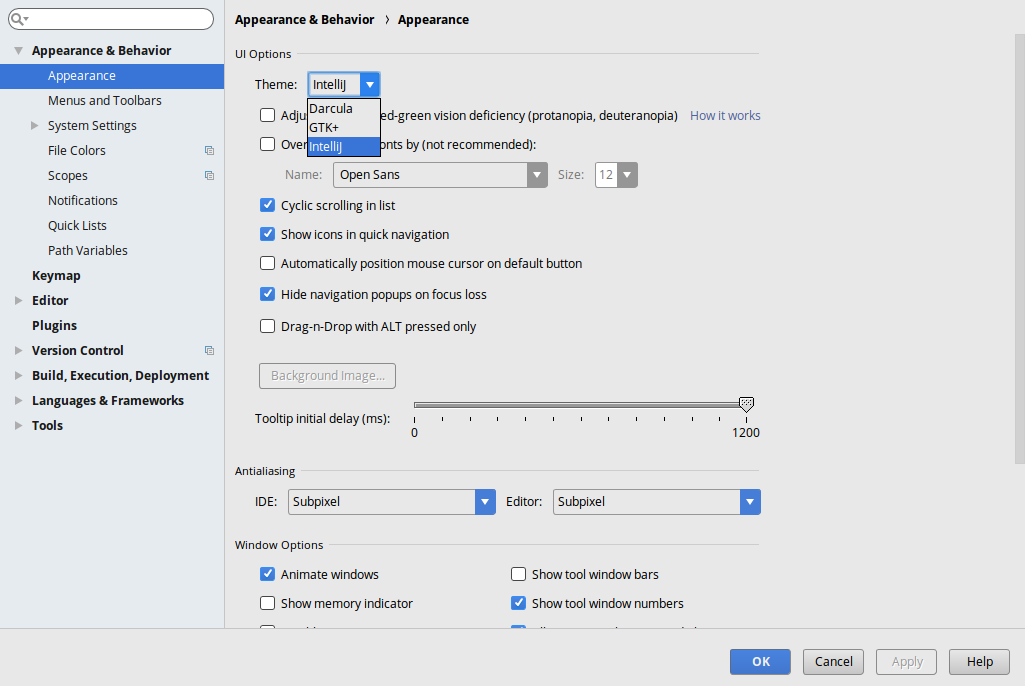 Appearance & Behavior
Appearance
Menus and Toolbars
System Settings
File Colors
Scopes
Notifications
Quick Lists
Path Variables
Keymap
Editor
Plugins
Version Control
Build, Execution, Deployment
Languages & Frameworks
Tools
Appearance & Behavior › Appearance
UI Options
Theme: IntelliJ
Darcula
GTK+
IntelliJ
ed-green vision deficiency (protanopia, deuteranopia) How it works
onts by (not recommended):
Name: Open Sans Size: 12
Cyclic scrolling in list
Show icons in quick navigation
Automatically position mouse cursor on default button
Hide navigation popups on focus loss
Drag-n-Drop with ALT pressed only
Background Image...
Tooltip initial delay (ms):
0 1200
Antialiasing
IDE: Subpixel Editor: Subpixel
Window Options
Animate windows Show tool window bars
Show memory indicator Show tool window numbers
OK Cancel Apply Help